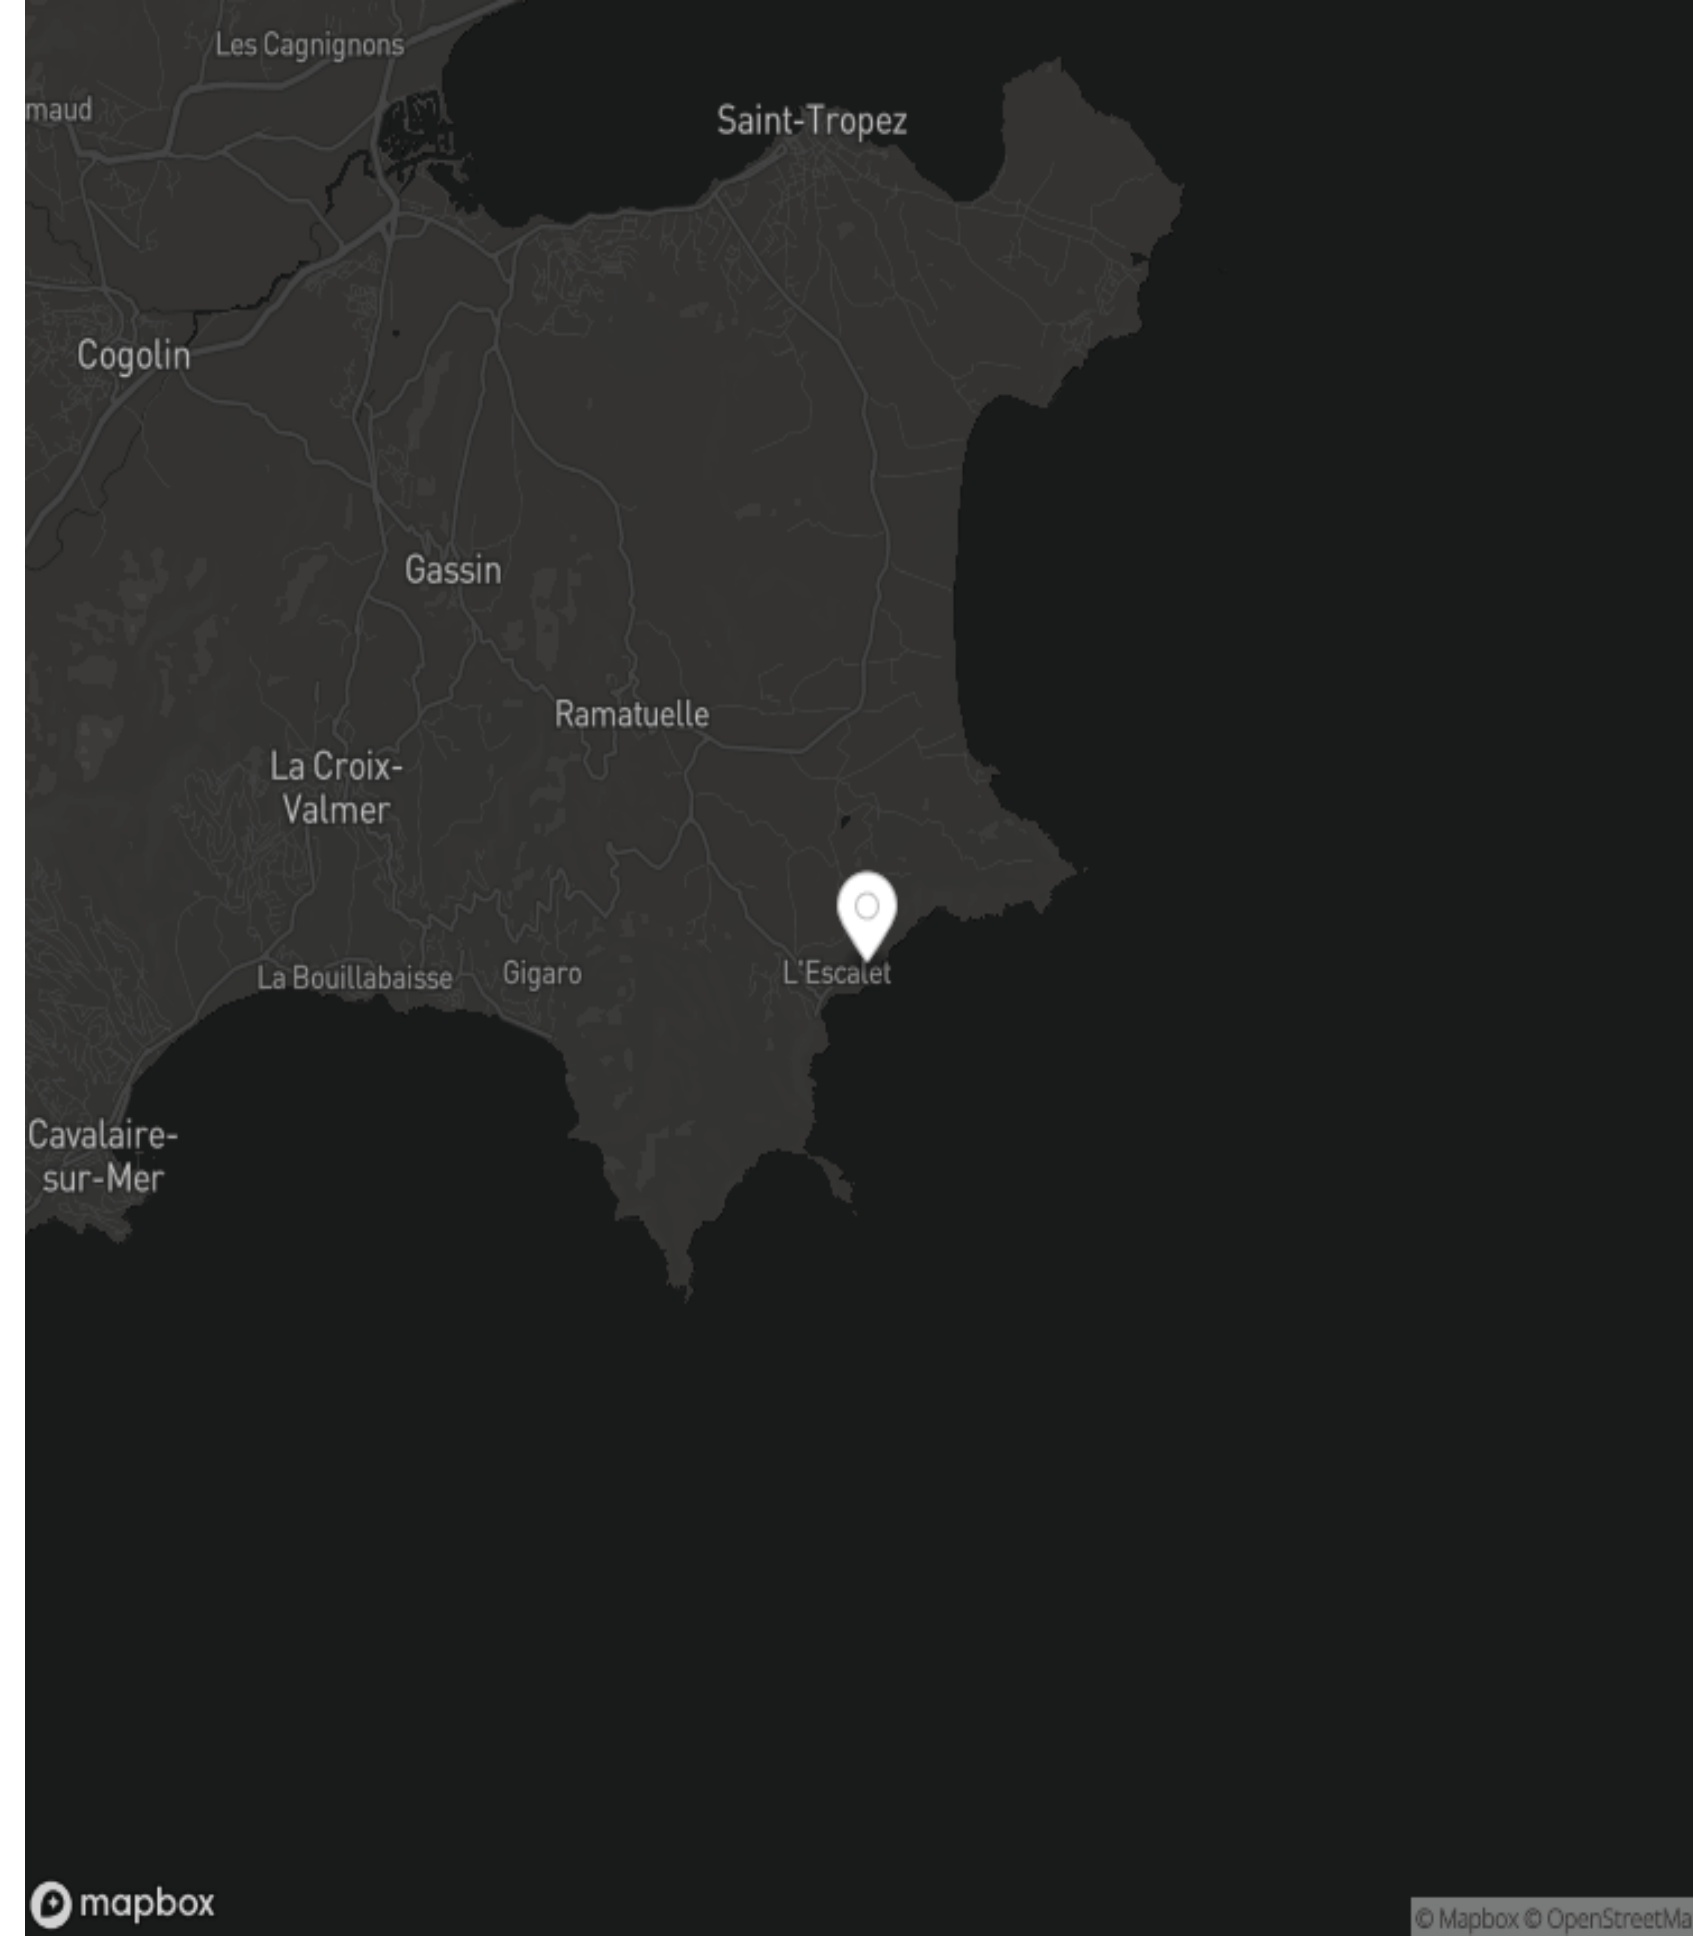 Les Cagnignons
maud
Saint-Tropez
Cogolin
Gassin
Ramatuelle
La Croix-
Valmer
La Bouillabaisse
Gigaro
L'Escalet
Cavalaire-
sur-Mer
mapbox
© Mapbox © OpenStreetMa